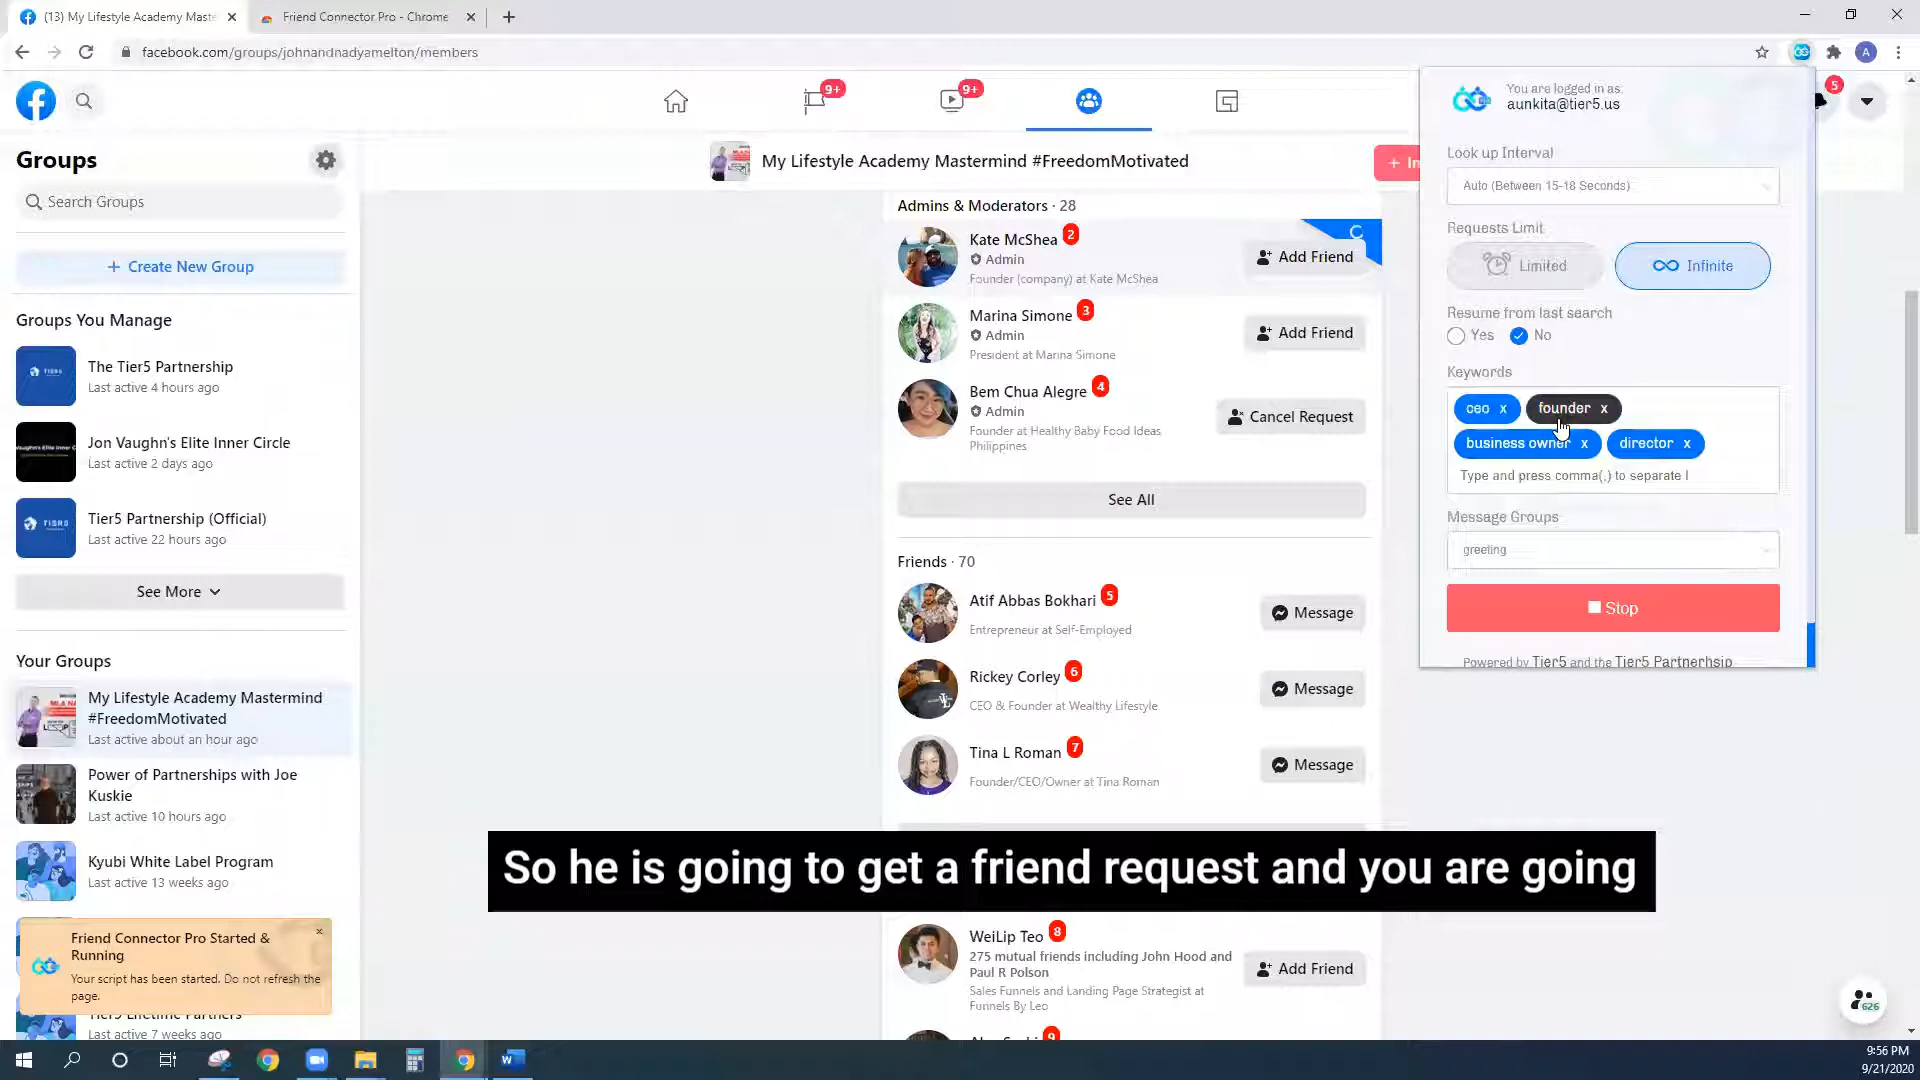 (13) My Lifestyle Academy Maste
Friend Connector Pro - Chrome
facebook.com/groups/johnandnadyamelton/members
A
9+
9+
5
Groups
Search Groups
+ Create New Group
Groups You Manage
The Tier5 Partnership
Last active 4 hours ago
Jon Vaughn's Elite Inner Circle
Last active 2 days ago
Tier5 Partnership (Official)
Last active 22 hours ago
See More
Your Groups
My Lifestyle Academy Mastermind
#FreedomMotivated
Last active about an hour ago
Power of Partnerships with Joe
Kuskie
Last active 10 hours ago
Kyubi White Label Program
Last active 13 weeks ago
Friend Connector Pro Started &
Running
Your script has been started. Do not refresh the
page.
Tier5 Lifetime Partners
Last active 7 weeks ago
My Lifestyle Academy Mastermind #FreedomMotivated
+ In
Admins & Moderators · 28
Kate McShea 2
Admin
Founder (company) at Kate McShea
Add Friend
Marina Simone 3
Admin
President at Marina Simone
Add Friend
Bem Chua Alegre 4
Admin
Founder at Healthy Baby Food Ideas
Philippines
Cancel Request
See All
Friends · 70
Atif Abbas Bokhari 5
Entrepreneur at Self-Employed
Message
Rickey Corley 6
CEO & Founder at Wealthy Lifestyle
Message
Tina L Roman 7
Founder/CEO/Owner at Tina Roman
Message
So he is going to get a friend request and you are going
WeiLip Teo 8
275 mutual friends including John Hood and
Paul R Polson
Sales Funnels and Landing Page Strategist at
Funnels By Leo
Add Friend
9
You are logged in as:
aunkita@tier5.us
Look up Interval
Auto (Between 15-18 Seconds)
Requests Limit
Limited
Infinite
Resume from last search
Yes
No
Keywords
ceo x
founder x
business owner x
director x
Type and press comma(,) to separate l
Message Groups
greeting
Stop
Powered by Tier5 and the Tier5 Partnerhsip
626
9:56 PM
9/21/2020